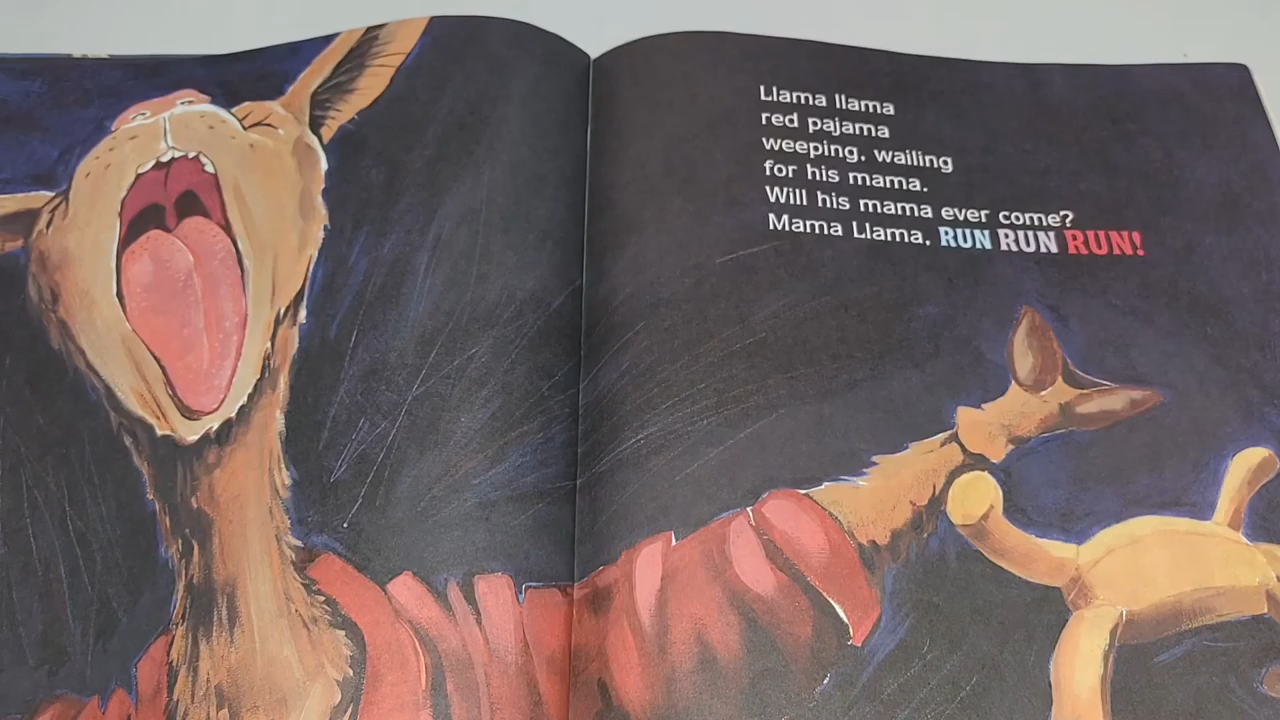 Llama llama
red pajama
weeping, wailing
for his mama.
Will his mama ever come?
Mama Llama, RUN RUN RUN!